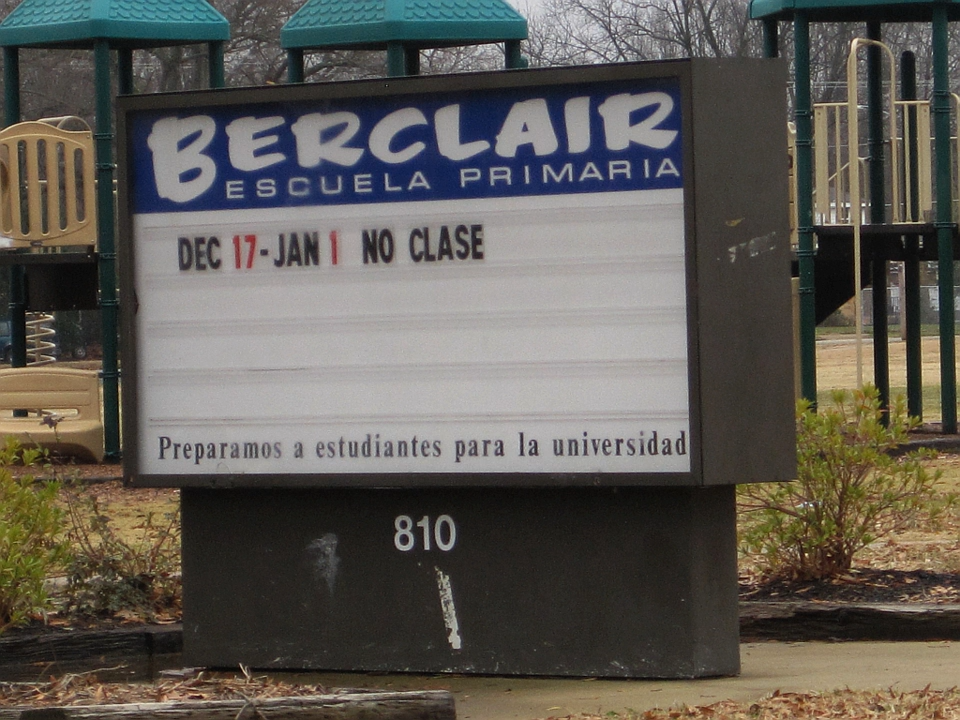 BERCLAIR
ESCUELA PRIMARIA
DEC 17-JAN 1 NO CLASE
Preparamos a estudiantes para la universidad
810